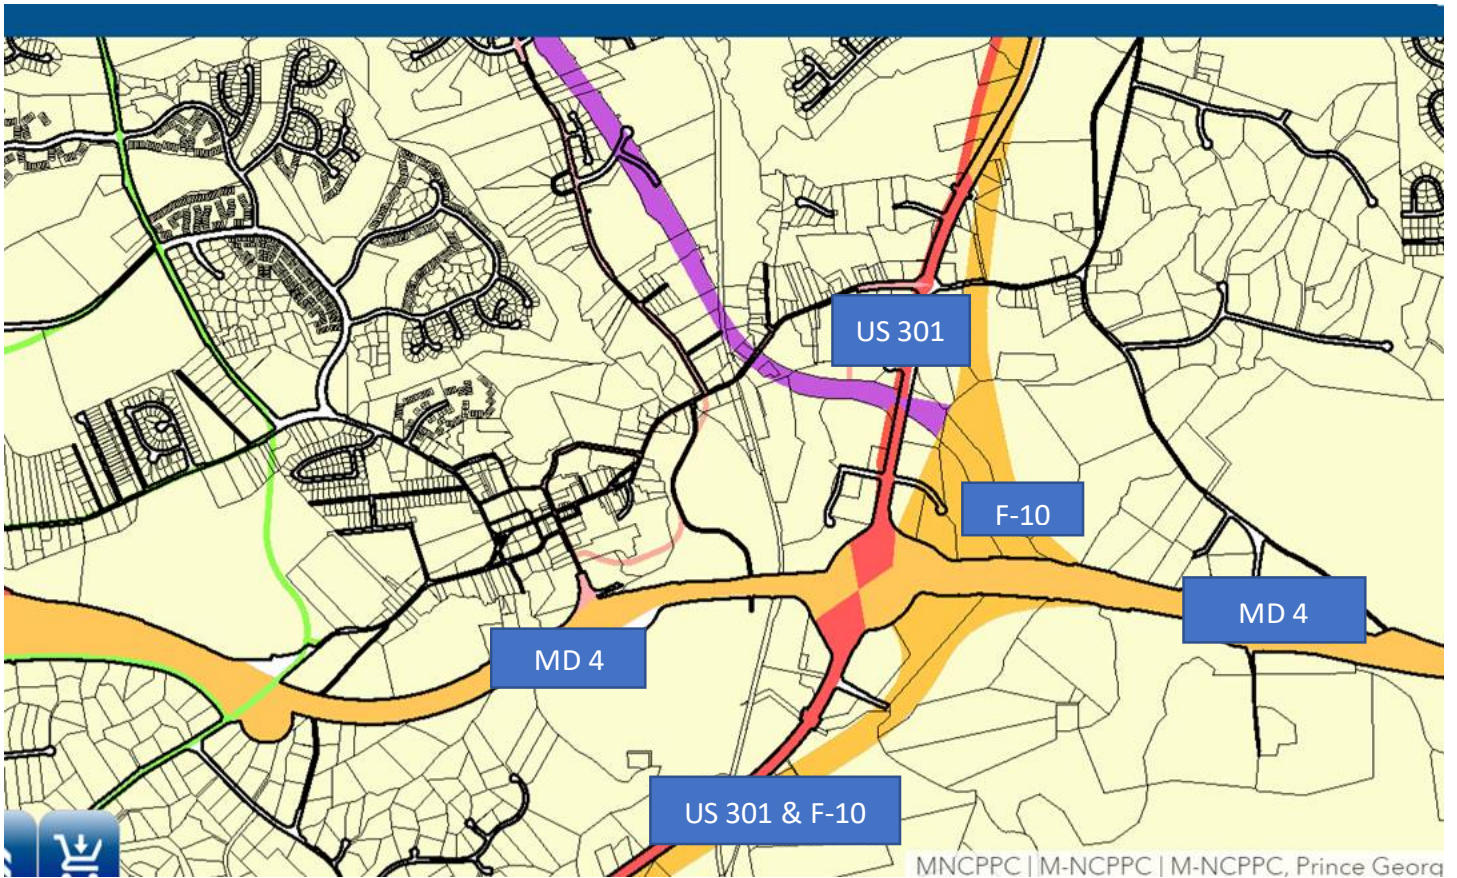 US 301
F-10
MD 4
MD 4
US 301 & F-10
MNCPPC | M-NCPPC | M-NCPPC, Prince Georg